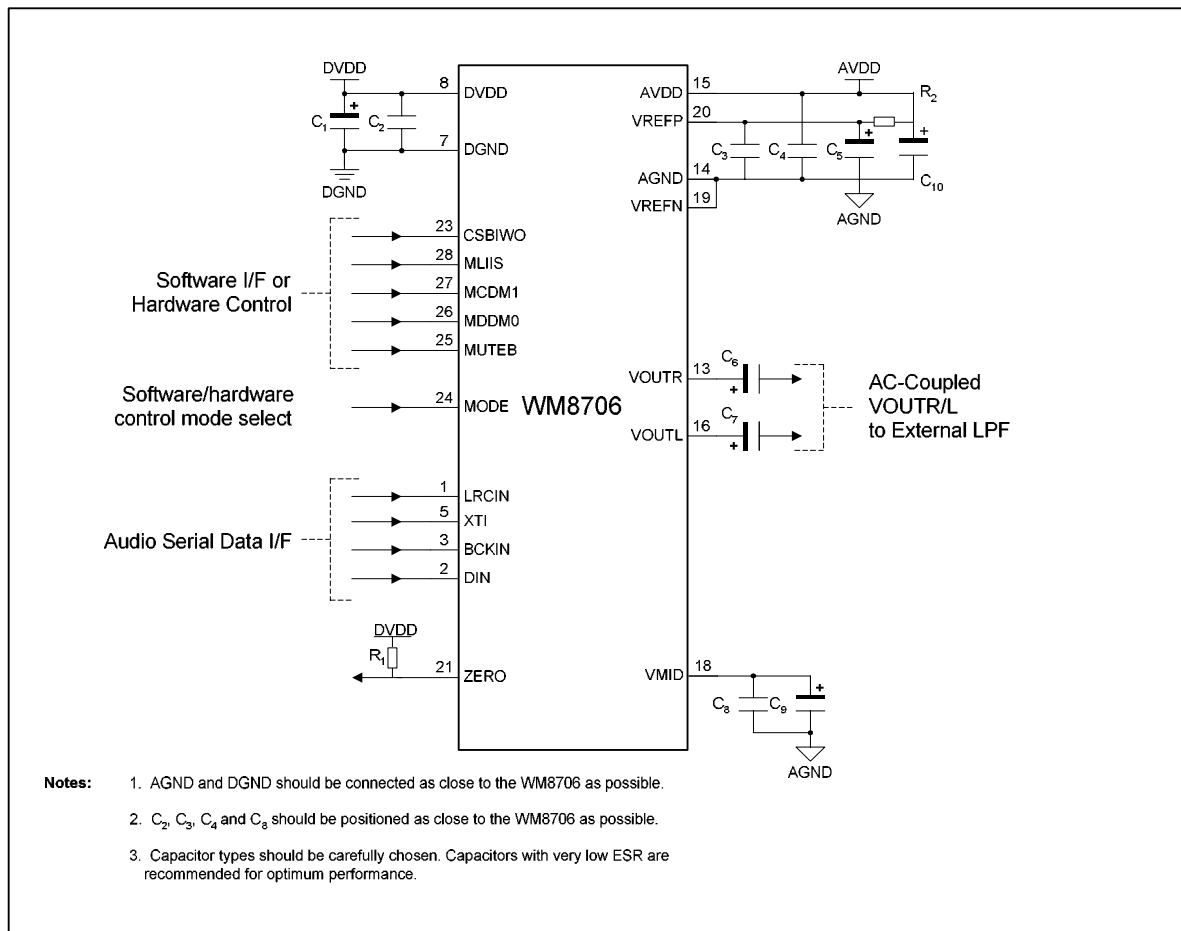 DVDD
8 DVDD
C1 + C2
7 DGND
DGND
23 CSBIWO
28 MLIIS
27 MCDM1
26 MDDM0
25 MUTEB
Software I/F or
Hardware Control
Software/hardware
control mode select
24 MODE
WM8706
1 LRCIN
5 XTI
3 BCKIN
2 DIN
Audio Serial Data I/F
DVDD
R1
21 ZERO
AVDD
AVDD 15
R2
VREFP 20
C3 C4 C5 + +
C10
AGND 14
VREFN 19
AGND
C6
VOUTR 13
+
C7
VOUTL 16
+
AC-Coupled
VOUTR/L
to External LPF
VMID 18
C8 C9 +
AGND
Notes: 1. AGND and DGND should be connected as close to the WM8706 as possible.
2. C2, C3, C4 and C8 should be positioned as close to the WM8706 as possible.
3. Capacitor types should be carefully chosen. Capacitors with very low ESR are
recommended for optimum performance.